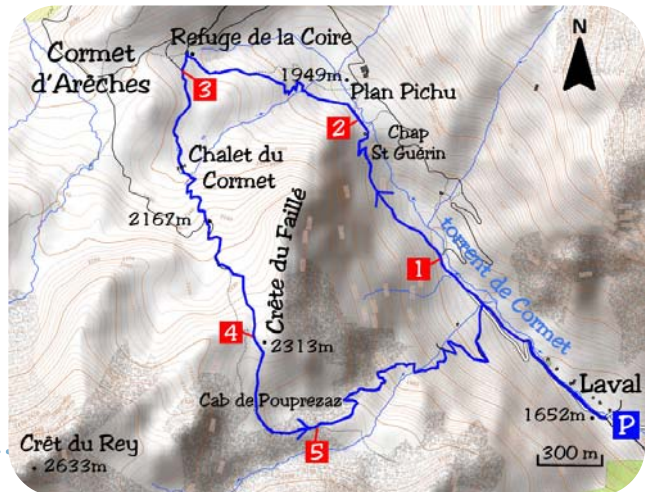 Refuge de la Coire
N
Cormet
d'Arêches
1949m
Plan Pichu
3
2
Chap
St Guérin
Chalet du
Cormet
2167m
Crête du Faillé
torrent de Cormet
1
4
2313m
Laval
Cab de Pouprezaz
1652m
P
Crêt du Rey
2633m
5
300 m